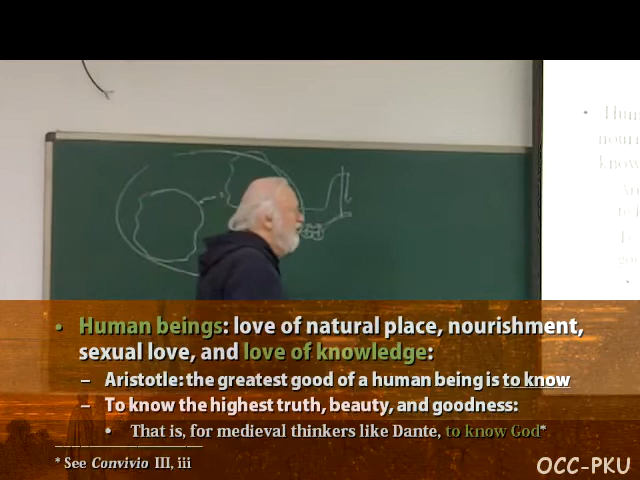 • Human beings: love of natural place, nourishment,
sexual love, and love of knowledge:
– Aristotle: the greatest good of a human being is to know
– To know the highest truth, beauty, and goodness:
• That is, for medieval thinkers like Dante, to know God*
* See Convivio III, iii
OCC-PKU